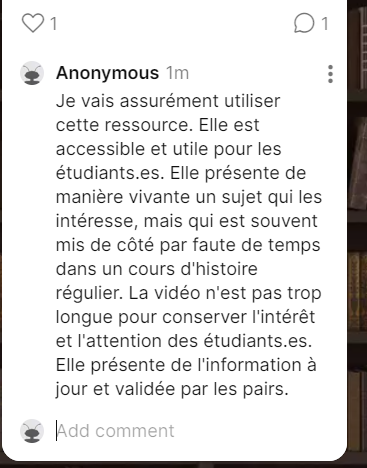 1 1
Anonymous 1m
Je vais assurément utiliser
cette ressource. Elle est
accessible et utile pour les
étudiants.es. Elle présente de
manière vivante un sujet qui les
intéresse, mais qui est souvent
mis de côté par faute de temps
dans un cours d'histoire
régulier. La vidéo n'est pas trop
longue pour conserver l'intérêt
et l'attention des étudiants.es.
Elle présente de l'information à
jour et validée par les pairs.
Add comment